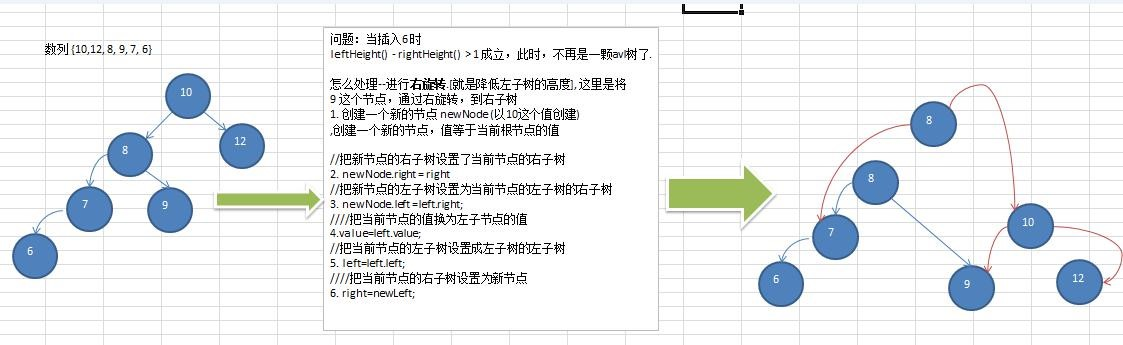 数列 {10,12, 8, 9, 7, 6}
10
12
8
7
9
6
问题：当插入6时
leftHeight() - rightHeight() > 1 成立，此时，不再是一颗avl树了.
怎么处理--进行右旋转.[就是降低左子树的高度], 这里是将
9 这个节点，通过右旋转，到右子树
1. 创建一个新的节点 newNode (以10这个值创建)
,创建一个新的节点，值等于当前根节点的值
//把新节点的右子树设置了当前节点的右子树
2. newNode.right = right
//把新节点的左子树设置为当前节点的左子树的右子树
3. newNode.left =left.right;
////把当前节点的值换为左子节点的值
4.value=left.value;
//把当前节点的左子树设置成左子树的左子树
5. left=left.left;
////把当前节点的右子树设置为新节点
6. right=newLeft;
8
8
7
10
6
9
12